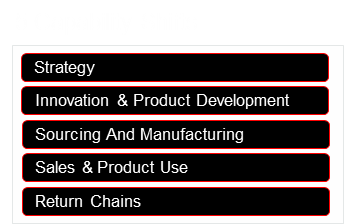 Strategy
Innovation & Product Development
Sourcing And Manufacturing
Sales & Product Use
Return Chains